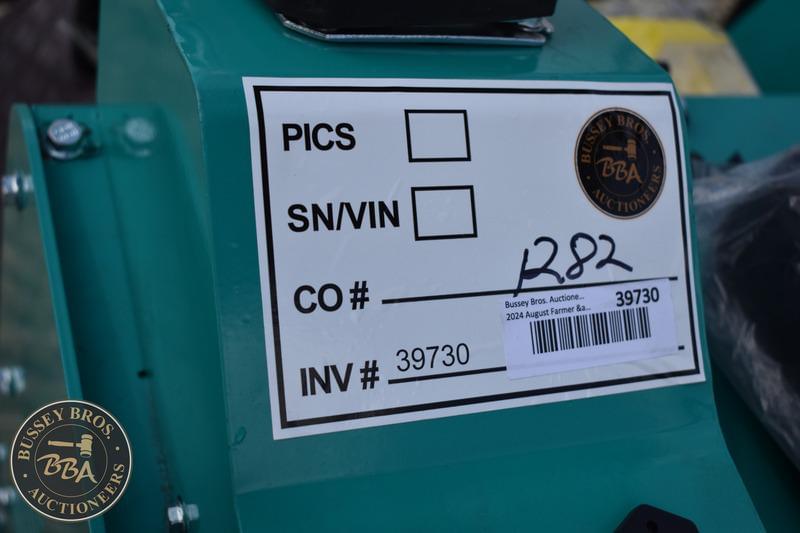 PICS
BUSSEY BROS.
BBA
AUCTIONEERS
SN/VIN
1282
CO #
Bussey Bros. Auctione... 39730
2024 August Farmer &a...
INV # 39730
BUSSEY BROS.
BBA
AUCTIONEERS